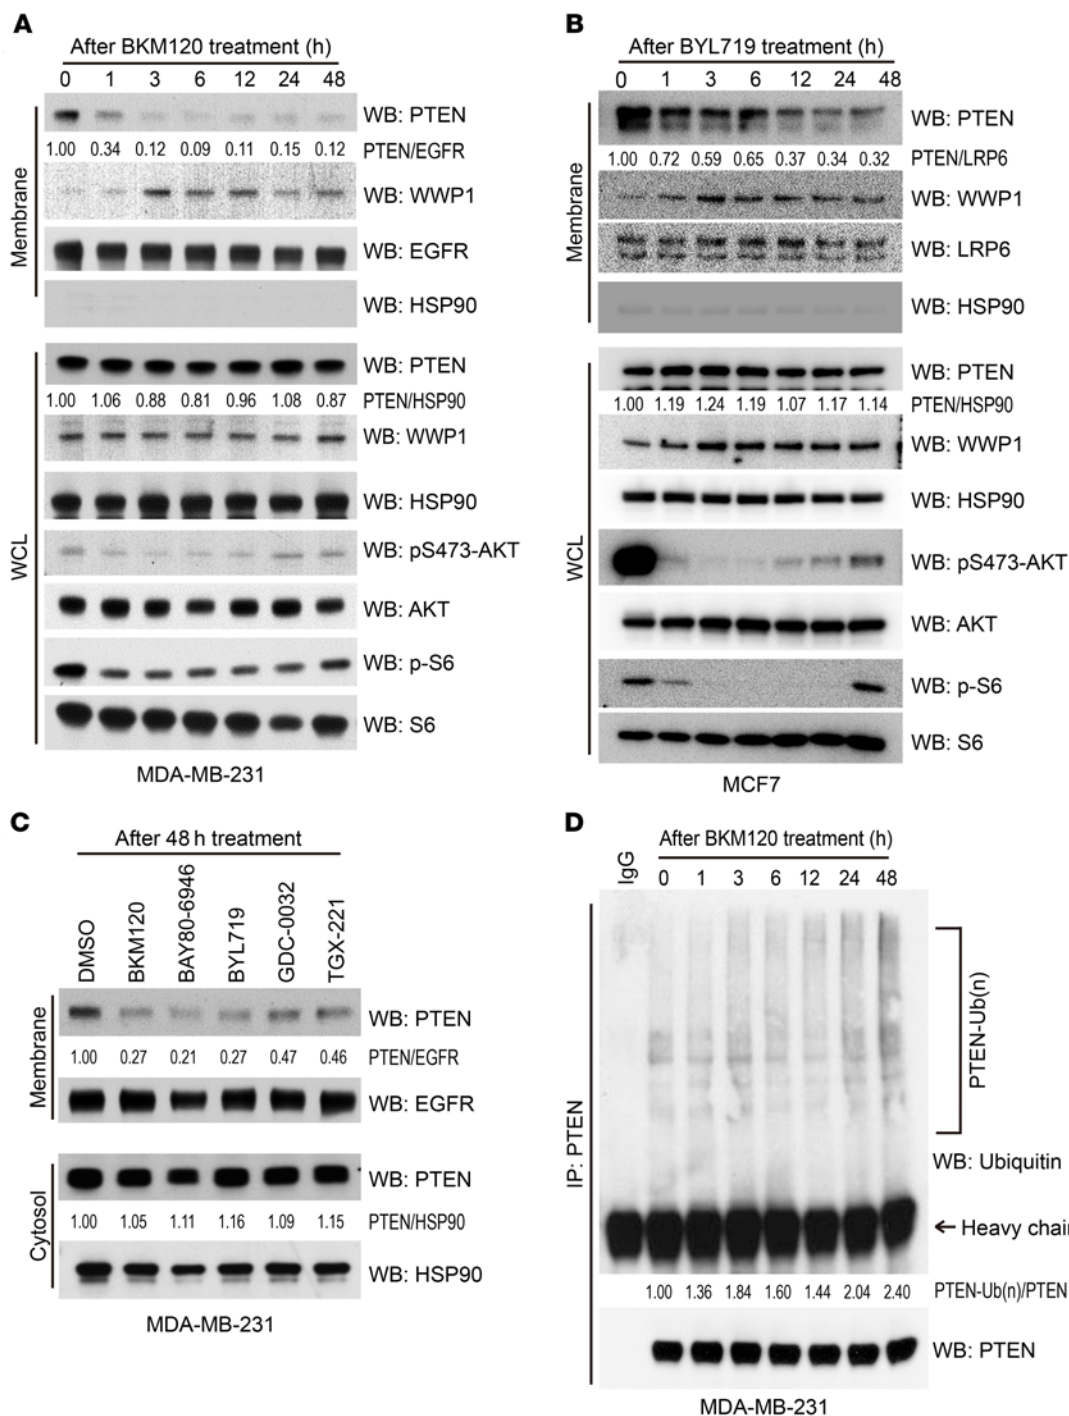 A
After BKM120 treatment (h)
0 1 3 6 12 24 48
Membrane
WB: PTEN
1.00 0.34 0.12 0.09 0.11 0.15 0.12 PTEN/EGFR
WB: WWP1
WB: EGFR
WB: HSP90
WCL
WB: PTEN
1.00 1.06 0.88 0.81 0.96 1.08 0.87 PTEN/HSP90
WB: WWP1
WB: HSP90
WB: pS473-AKT
WB: AKT
WB: p-S6
WB: S6
MDA-MB-231
B
After BYL719 treatment (h)
0 1 3 6 12 24 48
Membrane
WB: PTEN
1.00 0.72 0.59 0.65 0.37 0.34 0.32 PTEN/LRP6
WB: WWP1
WB: LRP6
WB: HSP90
WCL
WB: PTEN
1.00 1.19 1.24 1.19 1.07 1.17 1.14 PTEN/HSP90
WB: WWP1
WB: HSP90
WB: pS473-AKT
WB: AKT
WB: p-S6
WB: S6
MCF7
C
After 48 h treatment
DMSO BKM120 BAY80-6946 BYL719 GDC-0032 TGX-221
Membrane
WB: PTEN
1.00 0.27 0.21 0.27 0.47 0.46 PTEN/EGFR
WB: EGFR
Cytosol
WB: PTEN
1.00 1.05 1.11 1.16 1.09 1.15 PTEN/HSP90
WB: HSP90
MDA-MB-231
D
After BKM120 treatment (h)
IgG 0 1 3 6 12 24 48
IP: PTEN
PTEN-Ub(n)
WB: Ubiquitin
← Heavy chain
1.00 1.36 1.84 1.60 1.44 2.04 2.40 PTEN-Ub(n)/PTEN
WB: PTEN
MDA-MB-231